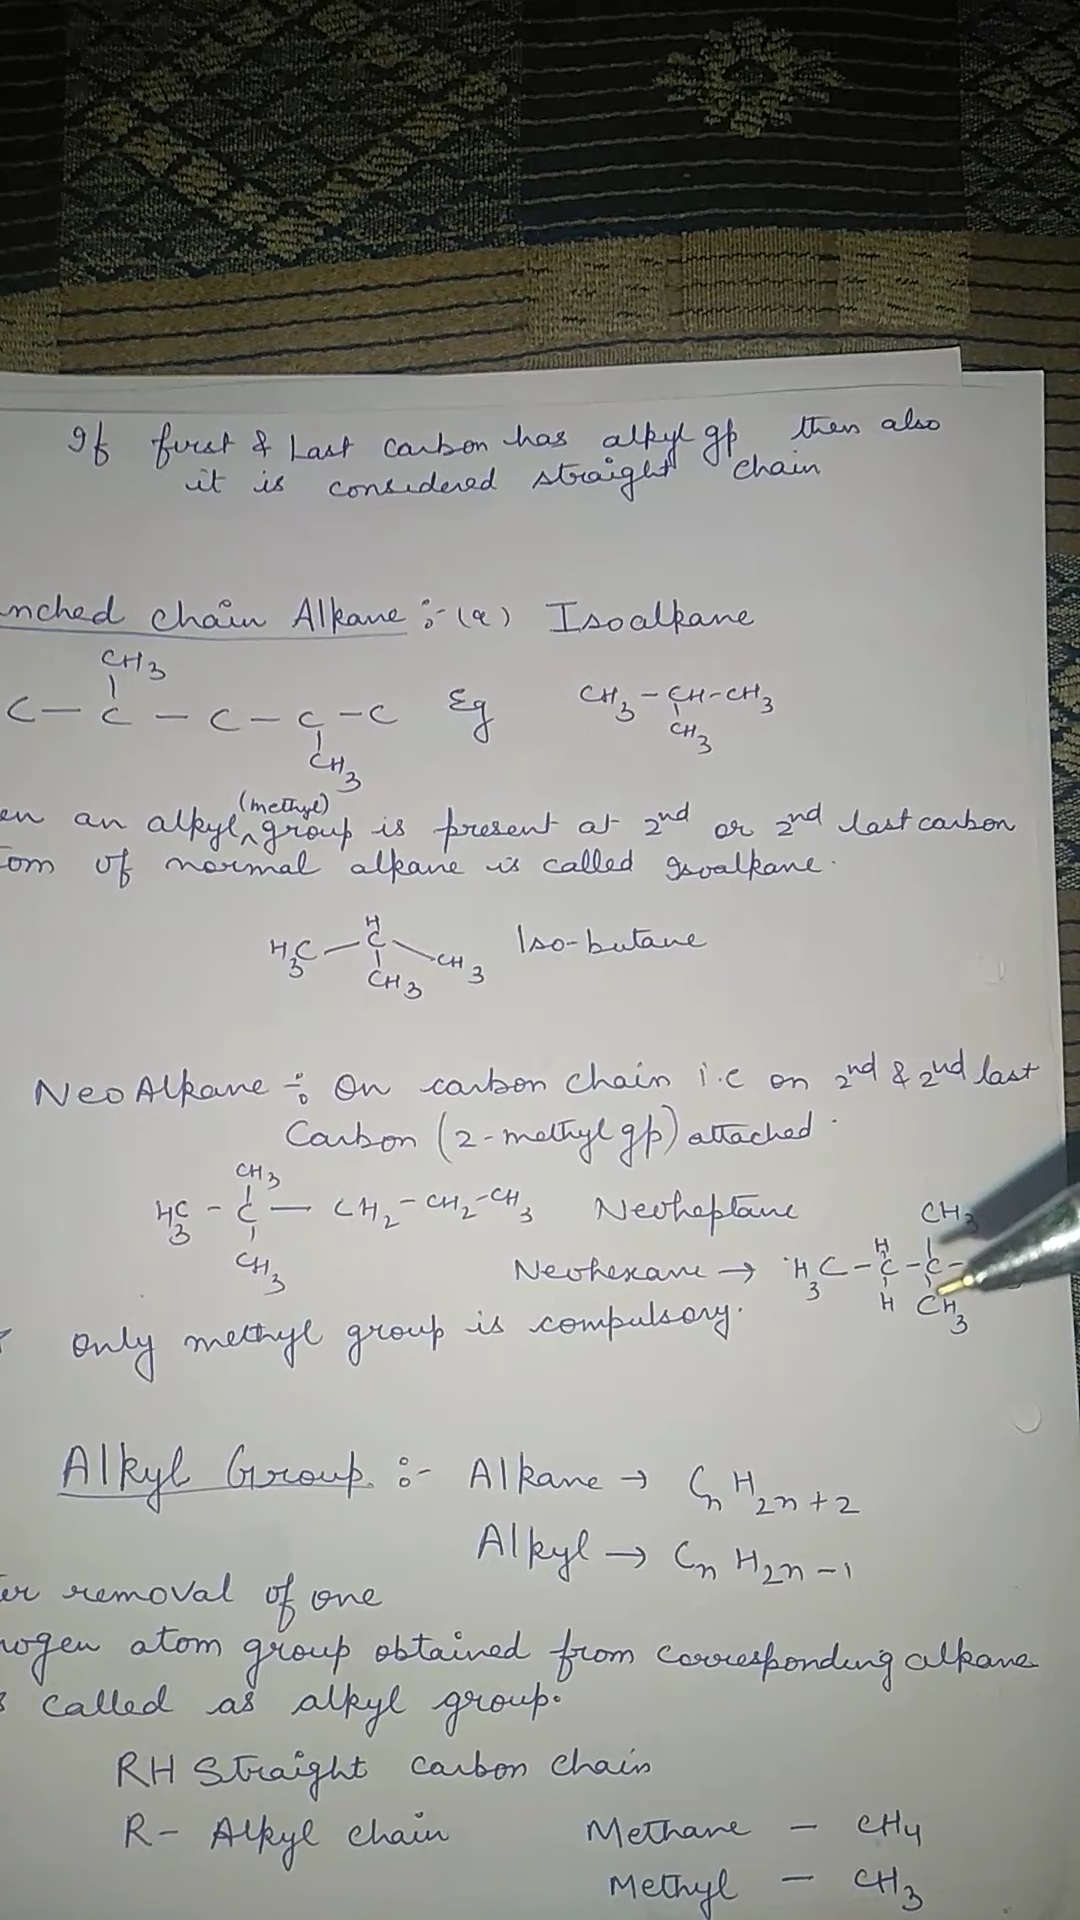 If first & Last carbon has alkyl gp then also
it is considered straight chain
nched chain Alkane :- (a) Isoalkane
CH3
C — C — C — C — C Eg CH3 — CH — CH3
CH3 CH3
en an alkyl (methyl) group is present at 2nd or 2nd last carbon
tom of normal alkane is called Isoalkane.
H
H3C — C — CH3 Iso-butane
CH3
Neo Alkane :- On carbon chain i.e on 2nd & 2nd last
Carbon (2-methyl gp) attached.
CH3
H3C - C — CH2 - CH2 - CH3 Neoheptane
CH3
CH3
H
Neohexane → H3C - C - C -
H CH3
Only methyl group is compulsory.
Alkyl Group :- Alkane → CnH2n+2
Alkyl → CnH2n-1
er removal of one
rogen atom group obtained from corresponding alkane
s called as alkyl group.
RH Straight carbon chain
R- Alkyl chain
Methane — CH4
Methyl — CH3